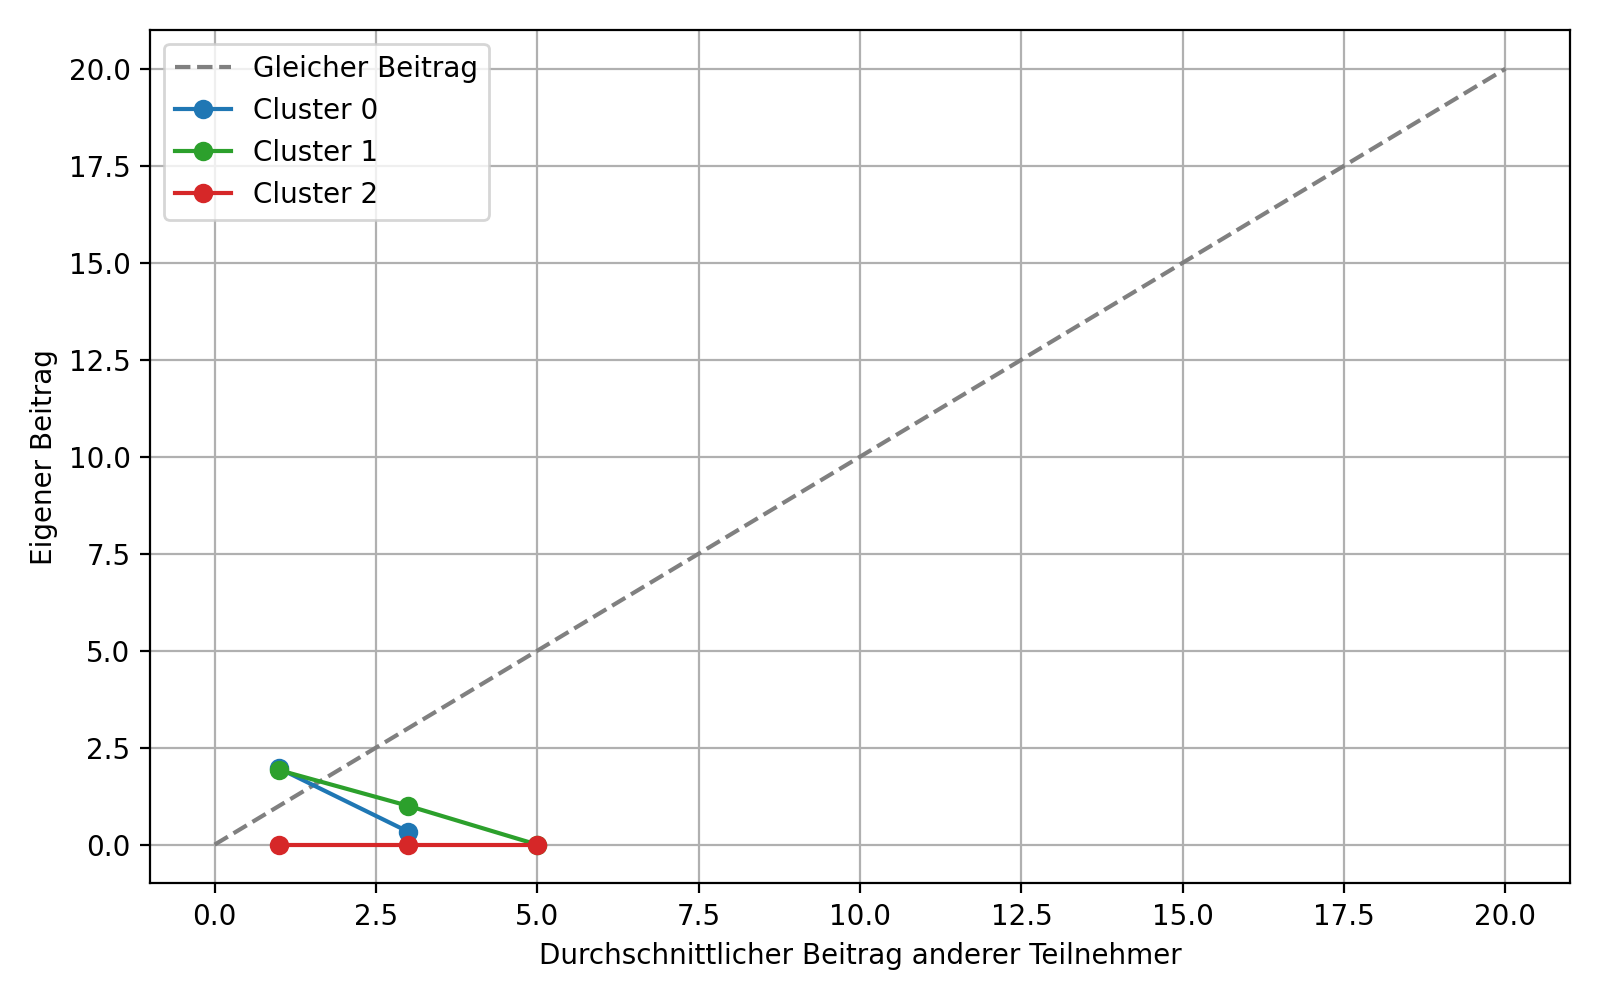 Gleicher Beitrag
Cluster 0
Cluster 1
Cluster 2
20.0
17.5
15.0
12.5
10.0
7.5
5.0
2.5
0.0
Eigener Beitrag
0.0 2.5 5.0 7.5 10.0 12.5 15.0 17.5 20.0
Durchschnittlicher Beitrag anderer Teilnehmer